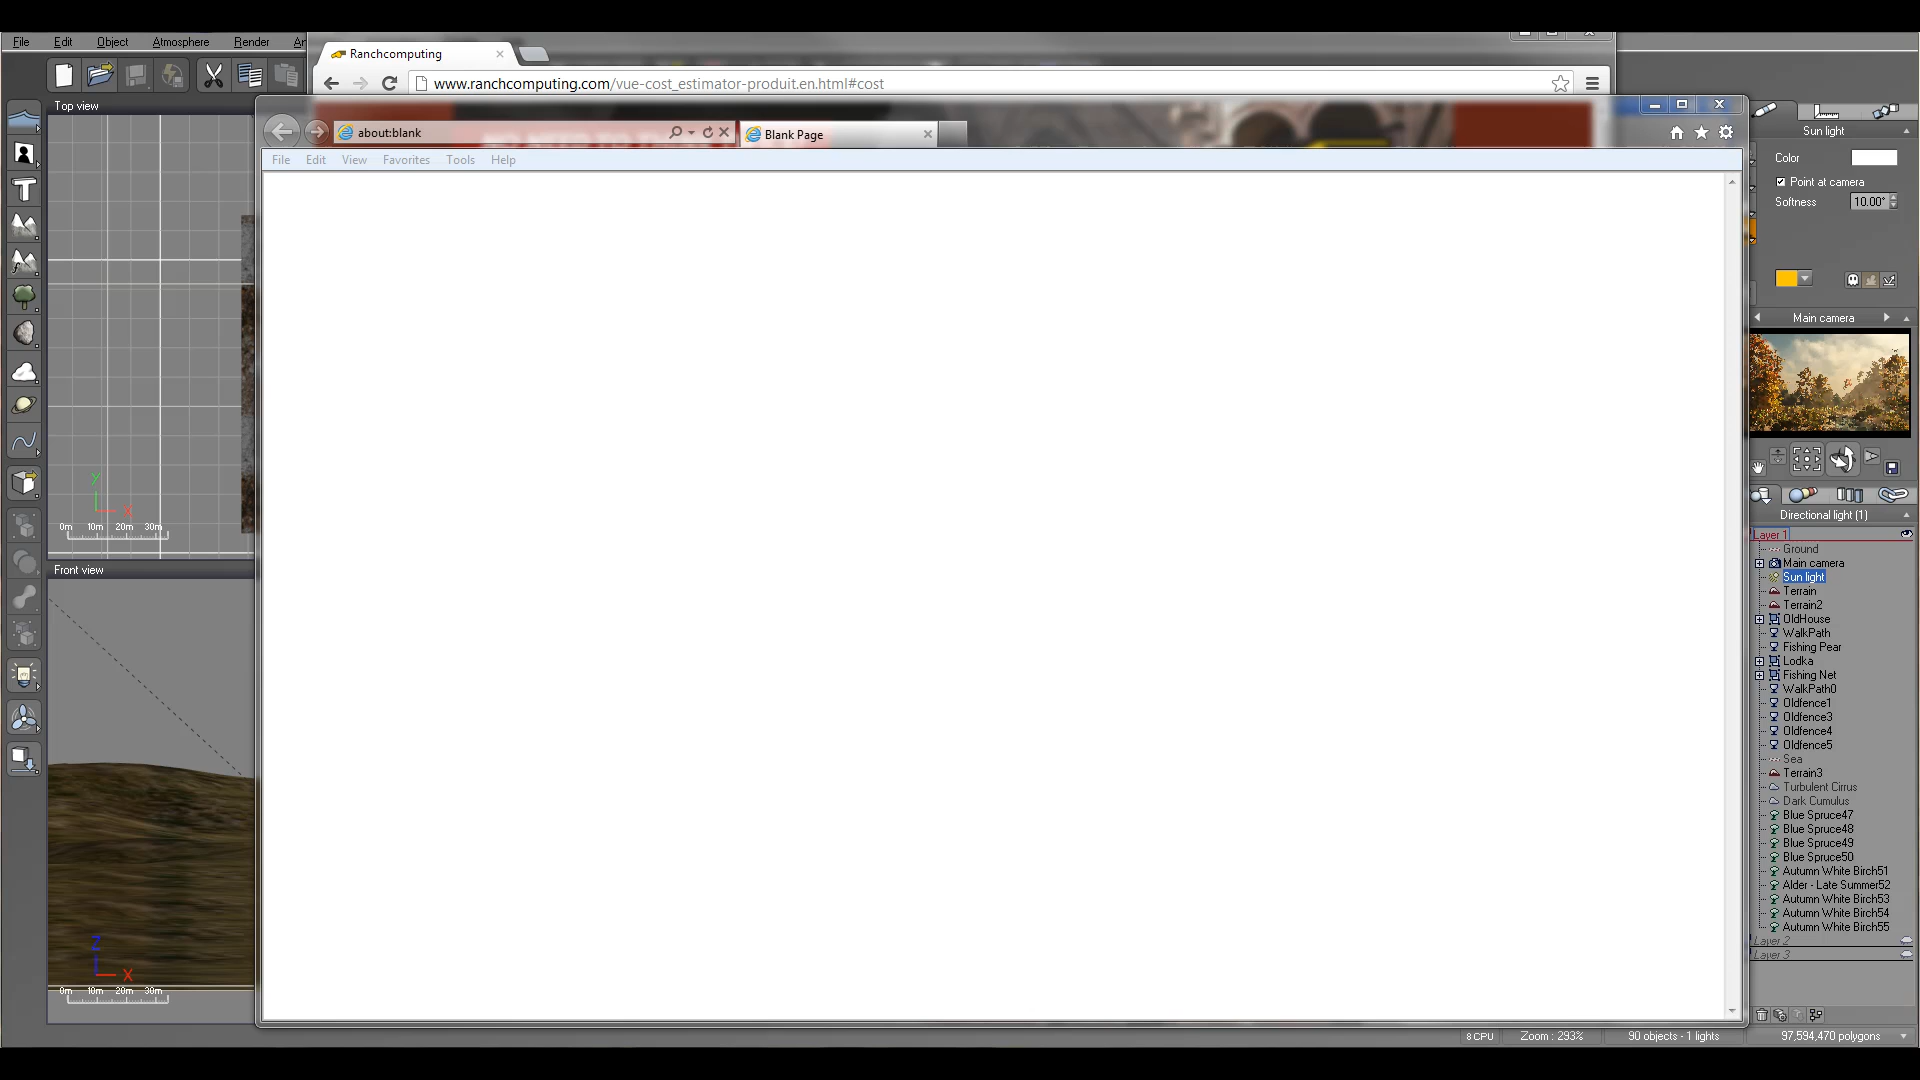 File Edit Object Atmosphere Render
Ranchcomputing
www.ranchcomputing.com/vue-cost_estimator-produit.en.html#cost
Top view
about:blank
Blank Page
File Edit View Favorites Tools Help
Y
X
0m 10m 20m 30m
Front view
Z
X
0m 10m 20m 30m
Sun light
Color
Point at camera
Softness 10.00°
Main camera
Directional light (1)
Layer 1
Ground
Main camera
Sun light
Terrain
Terrain2
OldHouse
WalkPath
Fishing Pear
Lodka
Fishing Net
WalkPath0
Oldfence1
Oldfence3
Oldfence4
Oldfence5
Sea
Terrain3
Turbulent Cirrus
Dark Cumulus
Blue Spruce47
Blue Spruce48
Blue Spruce49
Blue Spruce50
Autumn White Birch51
Alder - Late Summer52
Autumn White Birch53
Autumn White Birch54
Autumn White Birch55
Layer 2
Layer 3
8 CPU Zoom : 293% 90 objects - 1 lights 97,594,470 polygons